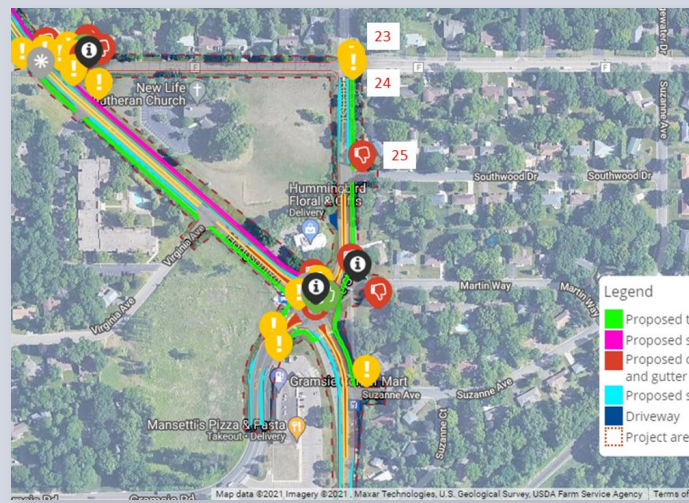 23
24
25
F
F
F
New Life
Lutheran Church
Southwood Dr
Southwood Dr
Hummingbird
Floral & Gifts
Delivery
Virginia Ave
Virginia Ave
Martin Way
Martin Way
Suzanne Ave
Legend
Proposed t
Proposed s
Proposed c
and gutter
Proposed s
Driveway
Project are
Suzanne Ave
Suzanne Ave
Suzanne Ct
Mansetti's Pizza & Pasta
Takeout • Delivery
Gramsie Rd
Map data ©2021 Imagery ©2021 , Maxar Technologies, U.S. Geological Survey, USDA Farm Service Agency
Terms o